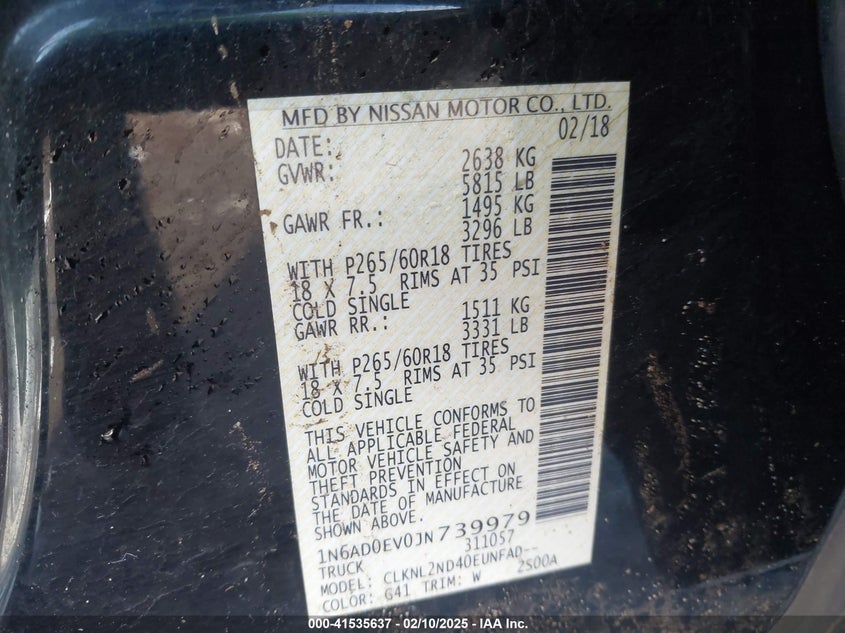 MFD BY NISSAN MOTOR CO., LTD.
DATE: 02/18
GVWR: 2638 KG
5815 LB
GAWR FR.: 1495 KG
3296 LB
WITH P265/60R18 TIRES
18 X 7.5 RIMS AT 35 PSI
COLD SINGLE
GAWR RR.: 1511 KG
3331 LB
WITH P265/60R18 TIRES
18 X 7.5 RIMS AT 35 PSI
COLD SINGLE
THIS VEHICLE CONFORMS TO
ALL APPLICABLE FEDERAL
MOTOR VEHICLE SAFETY AND
THEFT PREVENTION
STANDARDS IN EFFECT ON
THE DATE OF MANUFACTURE
SHOWN ABOVE.
1N6AD0EV0JN739979
TRUCK 311057
MODEL: CLKNL2ND40EUNFAD--
COLOR: G41 TRIM: W 2S00A
000-41535637 - 02/10/2025 - IAA Inc.